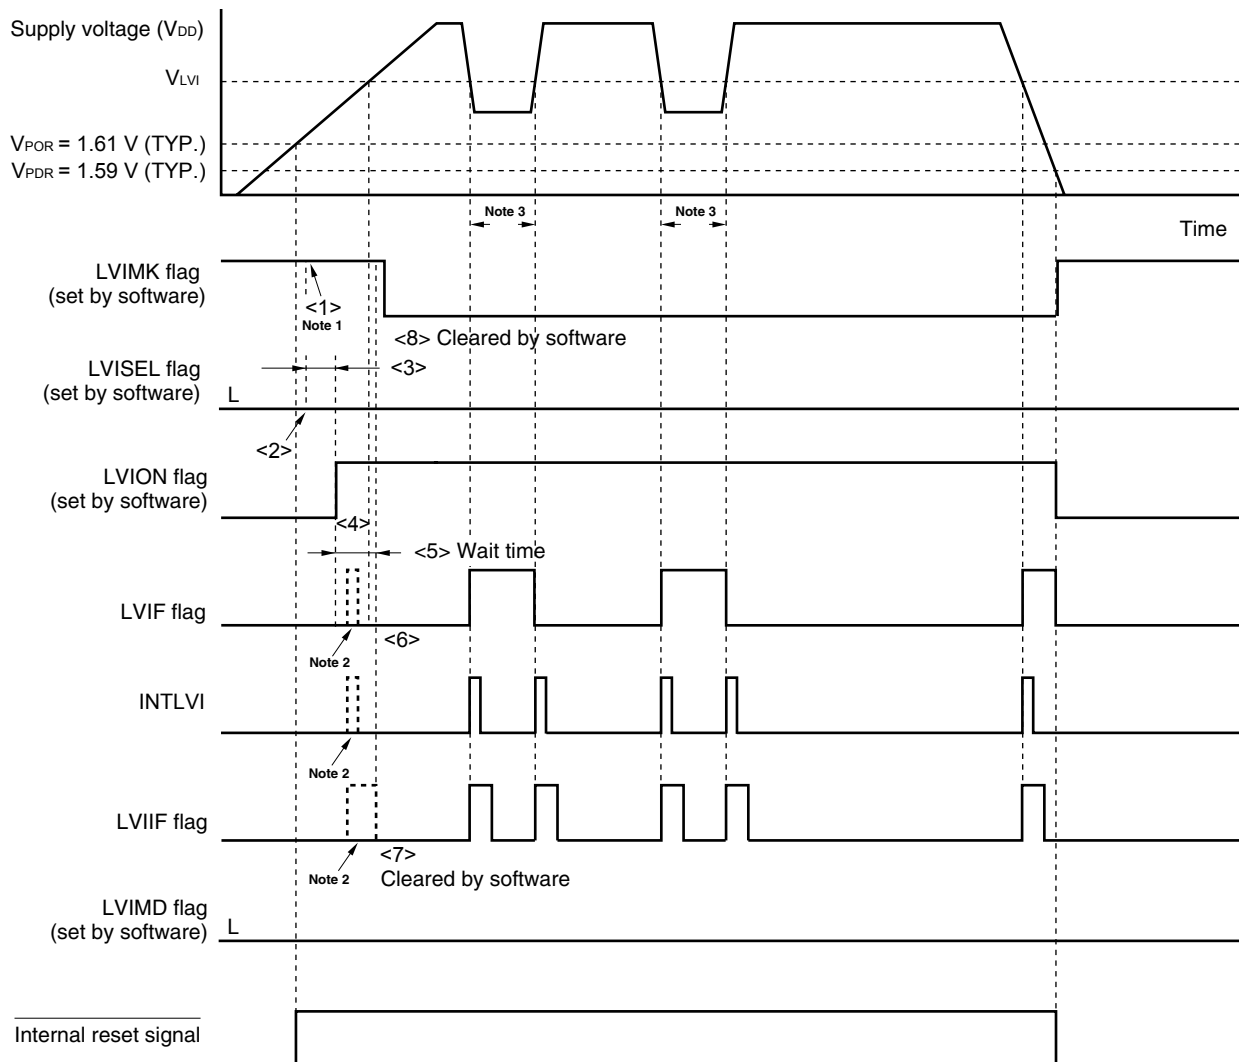 Supply voltage (VDD)
VLVI
VPOR = 1.61 V (TYP.)
VPDR = 1.59 V (TYP.)
Note 3
Note 3
Time
LVIMK flag
(set by software)
<1>
Note 1
<8> Cleared by software
LVISEL flag
(set by software)
L
<3>
<2>
LVION flag
(set by software)
<4>
<5> Wait time
LVIF flag
<6>
Note 2
INTLVI
Note 2
LVIIF flag
<7>
Note 2
Cleared by software
LVIMD flag
(set by software)
L
Internal reset signal